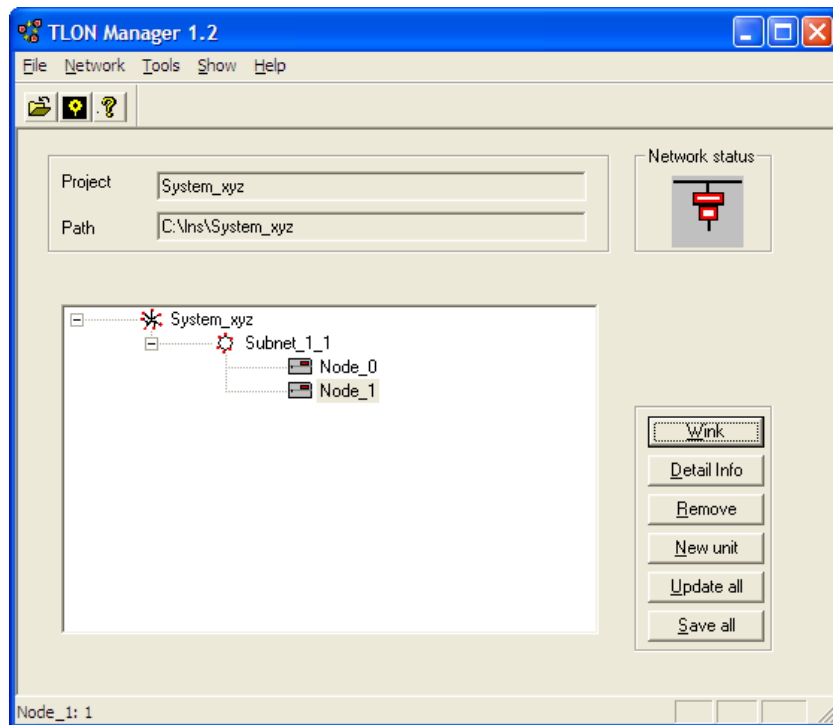 TLON Manager 1.2
File Network Tools Show Help
Network status
Project System_xyz
Path C:\lns\System_xyz
System_xyz
Subnet_1_1
Node_0
Node_1
Wink
Detail Info
Remove
New unit
Update all
Save all
Node_1: 1